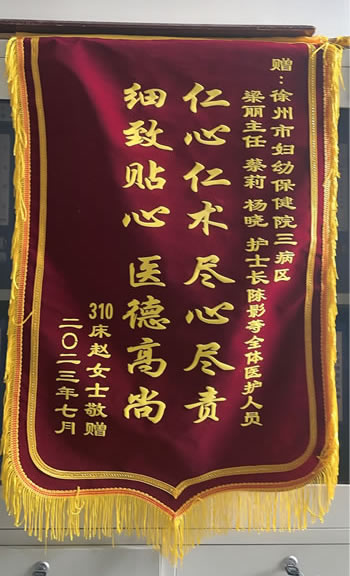 赠：徐州市妇幼保健院三病区
梁丽主任 蔡莉 杨晓 护士长陈影等全体医护人员
仁心仁术 尽心尽责
细致贴心 医德高尚
310床赵女士敬赠
二〇二三年七月